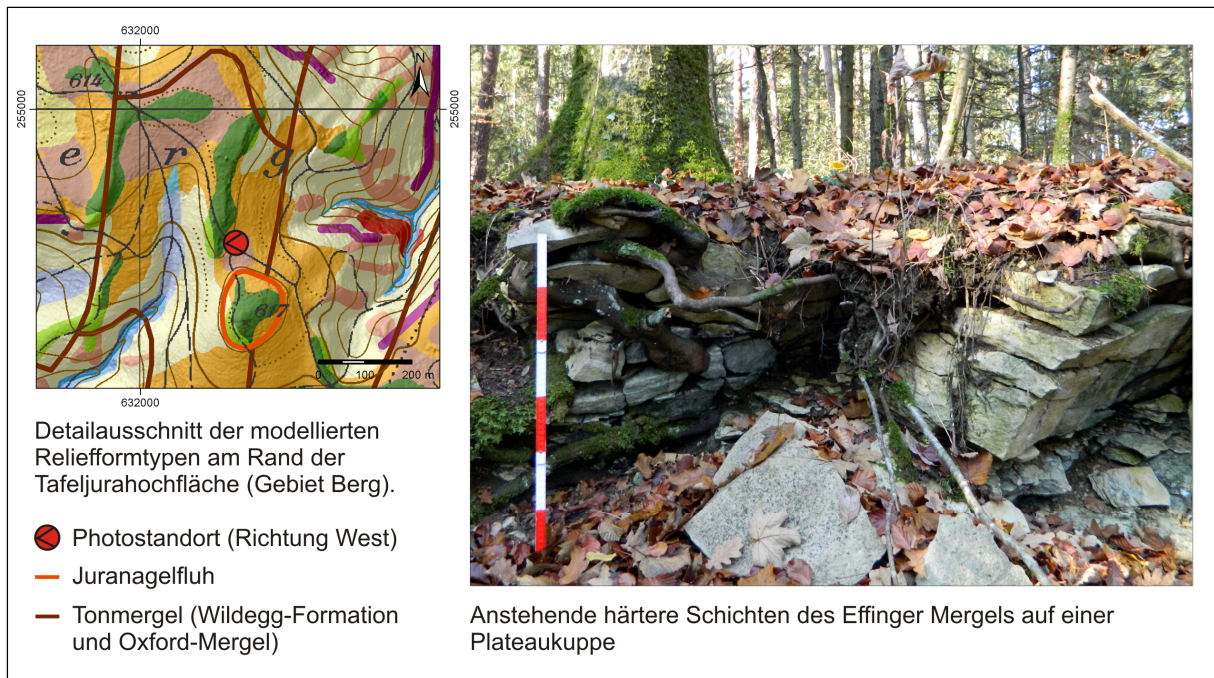 632000
255000
255000
N
614
e r g
617
0 100 200 m
632000
Detailausschnitt der modellierten
Reliefformtypen am Rand der
Tafeljurahochfläche (Gebiet Berg).
Photostandort (Richtung West)
Juranagelfluh
Tonmergel (Wildegg-Formation
und Oxford-Mergel)
Anstehende härtere Schichten des Effinger Mergels auf einer
Plateaukuppe